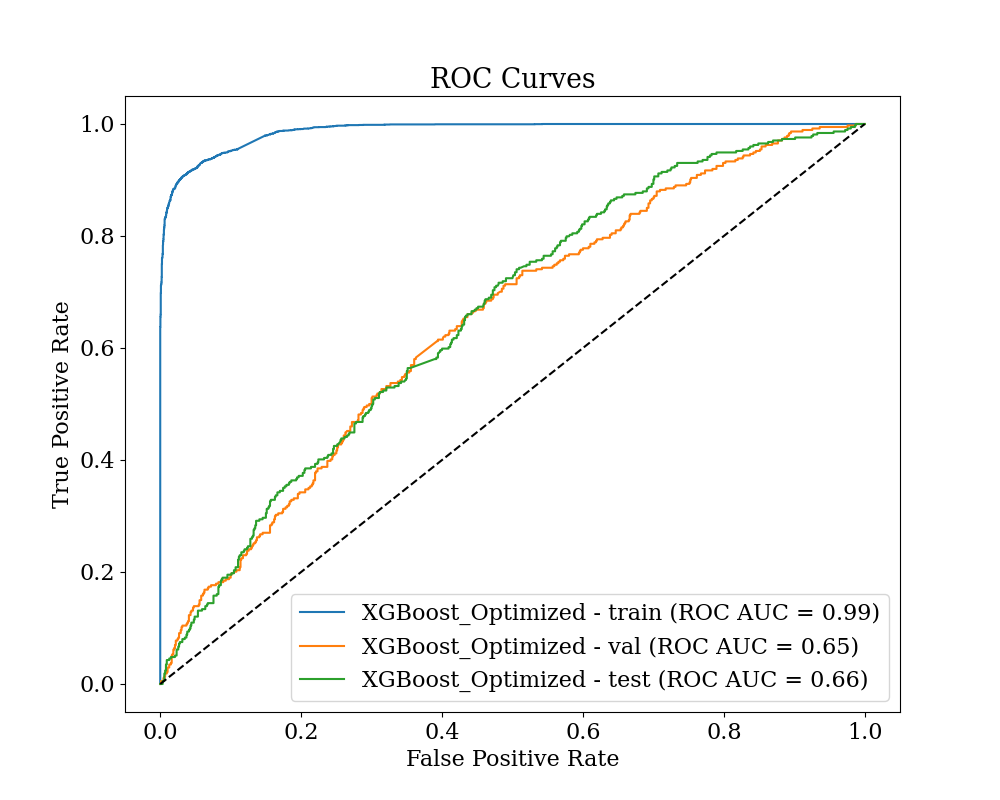 ROC Curves
True Positive Rate
1.0
0.8
0.6
0.4
0.2
0.0
XGBoost_Optimized - train (ROC AUC = 0.99)
XGBoost_Optimized - val (ROC AUC = 0.65)
XGBoost_Optimized - test (ROC AUC = 0.66)
0.0 0.2 0.4 0.6 0.8 1.0
False Positive Rate